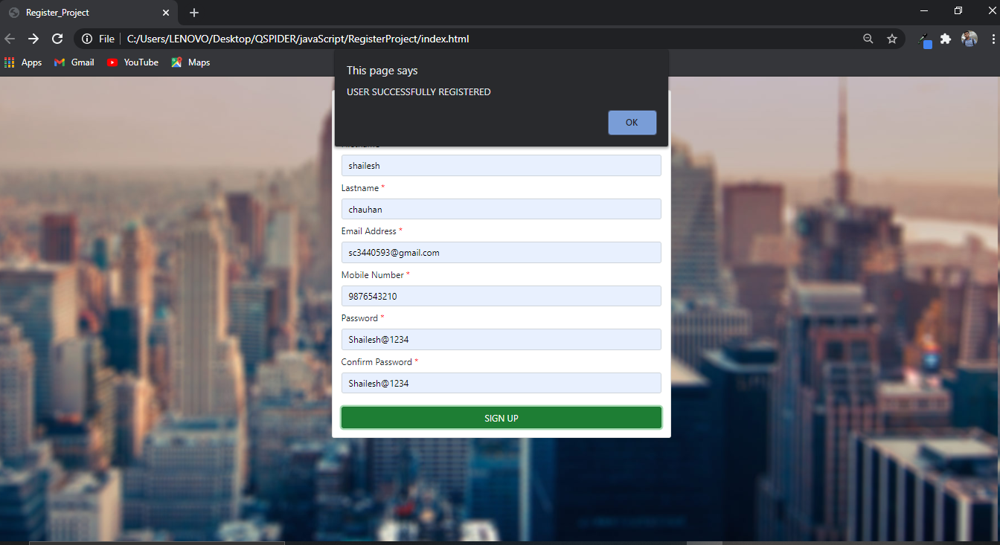 Register_Project
File C:/Users/LENOVO/Desktop/QSPIDER/javaScript/RegisterProject/index.html
Apps Gmail YouTube Maps
This page says
USER SUCCESSFULLY REGISTERED
OK
shailesh
Lastname *
chauhan
Email Address *
sc3440593@gmail.com
Mobile Number *
9876543210
Password *
Shailesh@1234
Confirm Password *
Shailesh@1234
SIGN UP